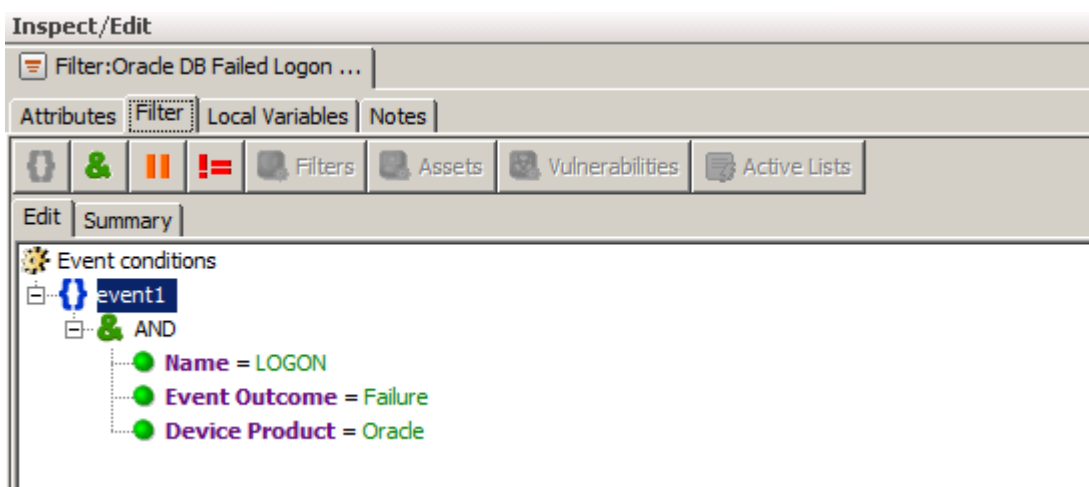 Inspect/Edit
Filter:Oracle DB Failed Logon ...
Attributes Filter Local Variables Notes
{} & || != Filters Assets Vulnerabilities Active Lists
Edit Summary
Event conditions
{} event1
& AND
Name = LOGON
Event Outcome = Failure
Device Product = Oracle